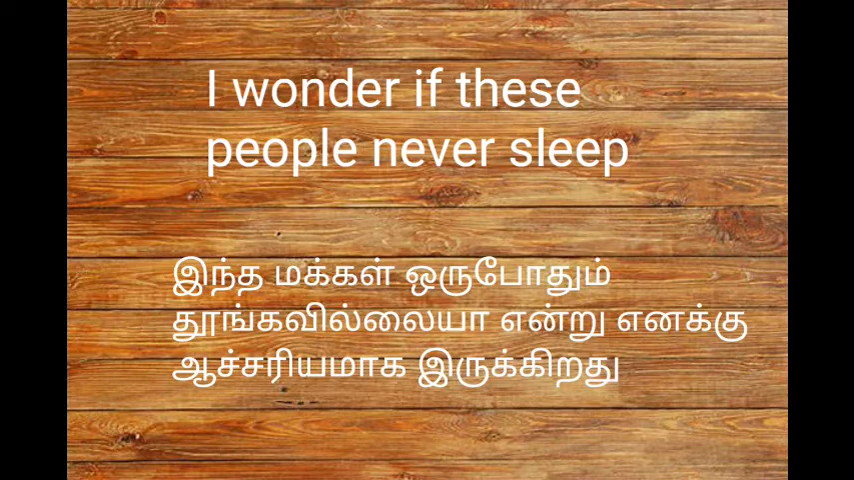 I wonder if these
people never sleep
இந்த மக்கள் ஒருபோதும்
தூங்கவில்லையா என்று எனக்கு
ஆச்சரியமாக இருக்கிறது